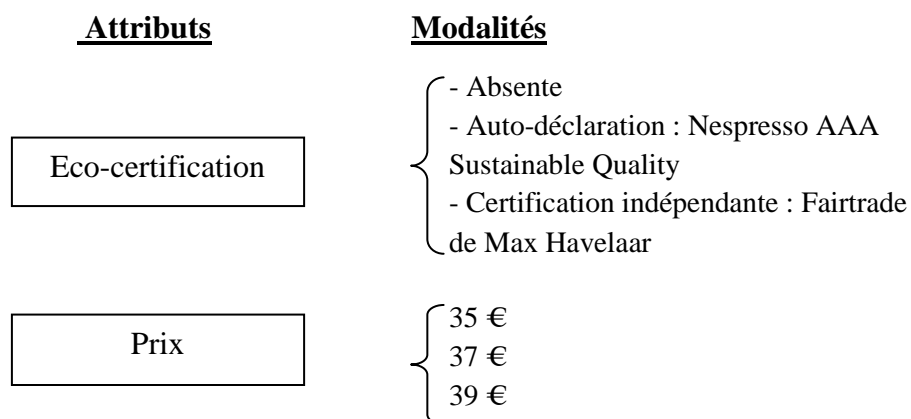 Attributs Modalités
- Absente
- Auto-déclaration : Nespresso AAA
Sustainable Quality
- Certification indépendante : Fairtrade
de Max Havelaar
Eco-certification
35 €
37 €
39 €
Prix